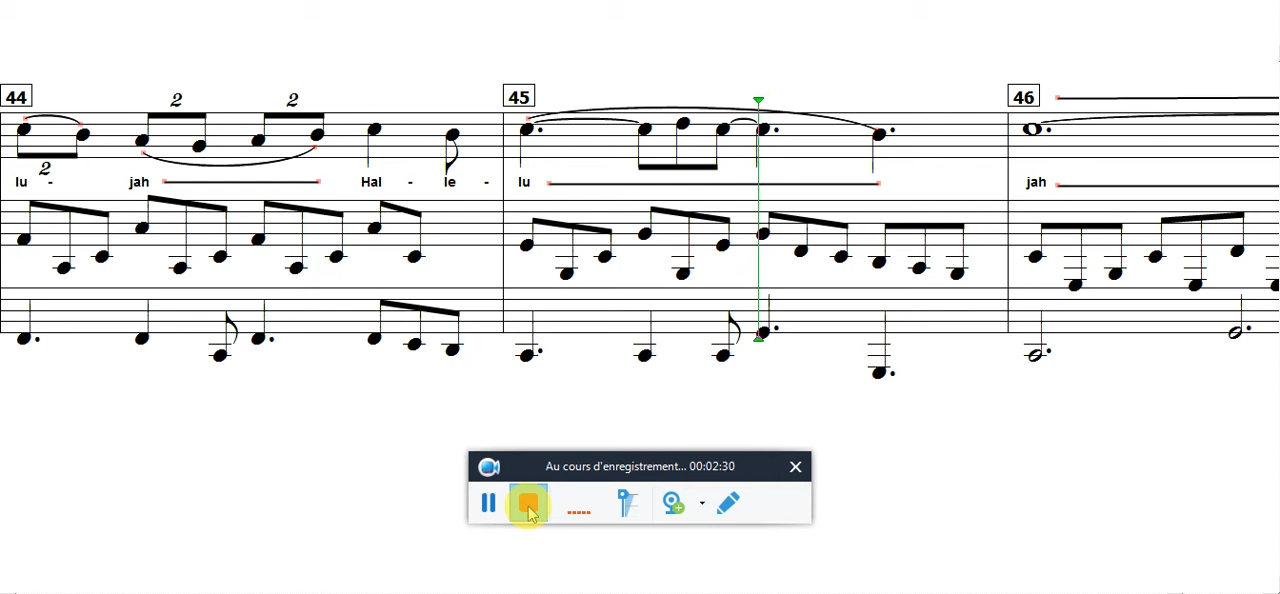 44 45 46
2 2
2
lu - jah Hal - le - lu jah
Au cours d'enregistrement... 00:02:30